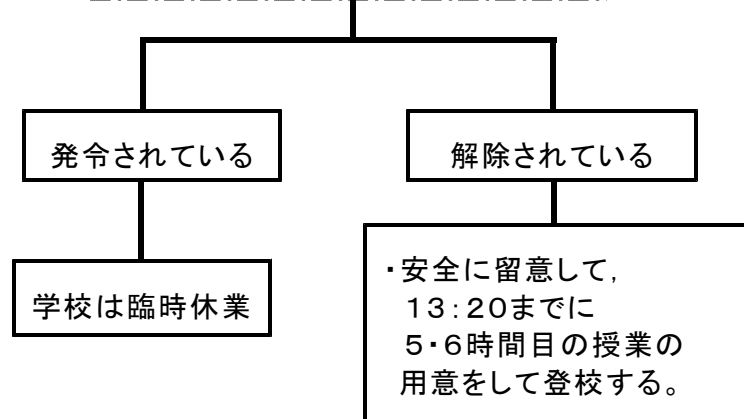 発令されている
解除されている
学校は臨時休業
・安全に留意して,
13:20までに
5・6時間目の授業の
用意をして登校する。